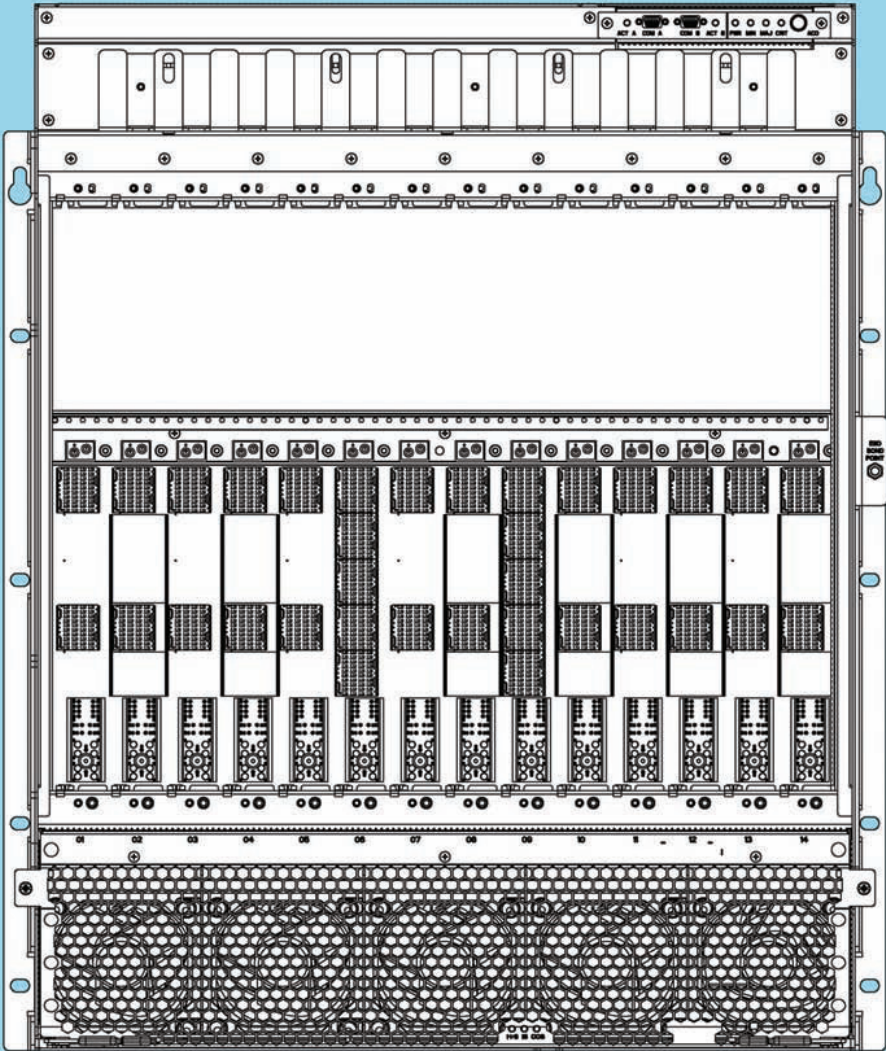 ACT A COM A COM B ACT B PWR MIN MAJ CRT ACO
ESD
BOND
POINT
01 02 03 04 05 06 07 08 09 10 11 12 13 14